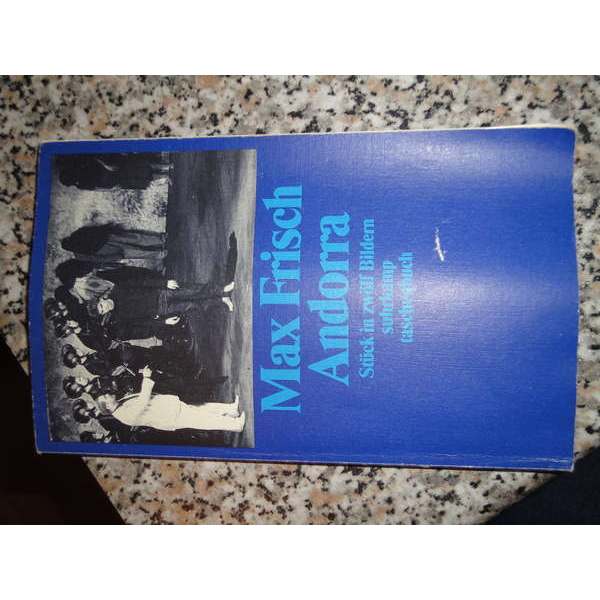 Max Frisch
Andorra
Stück in zwölf Bildern
suhrkamp
taschenbuch